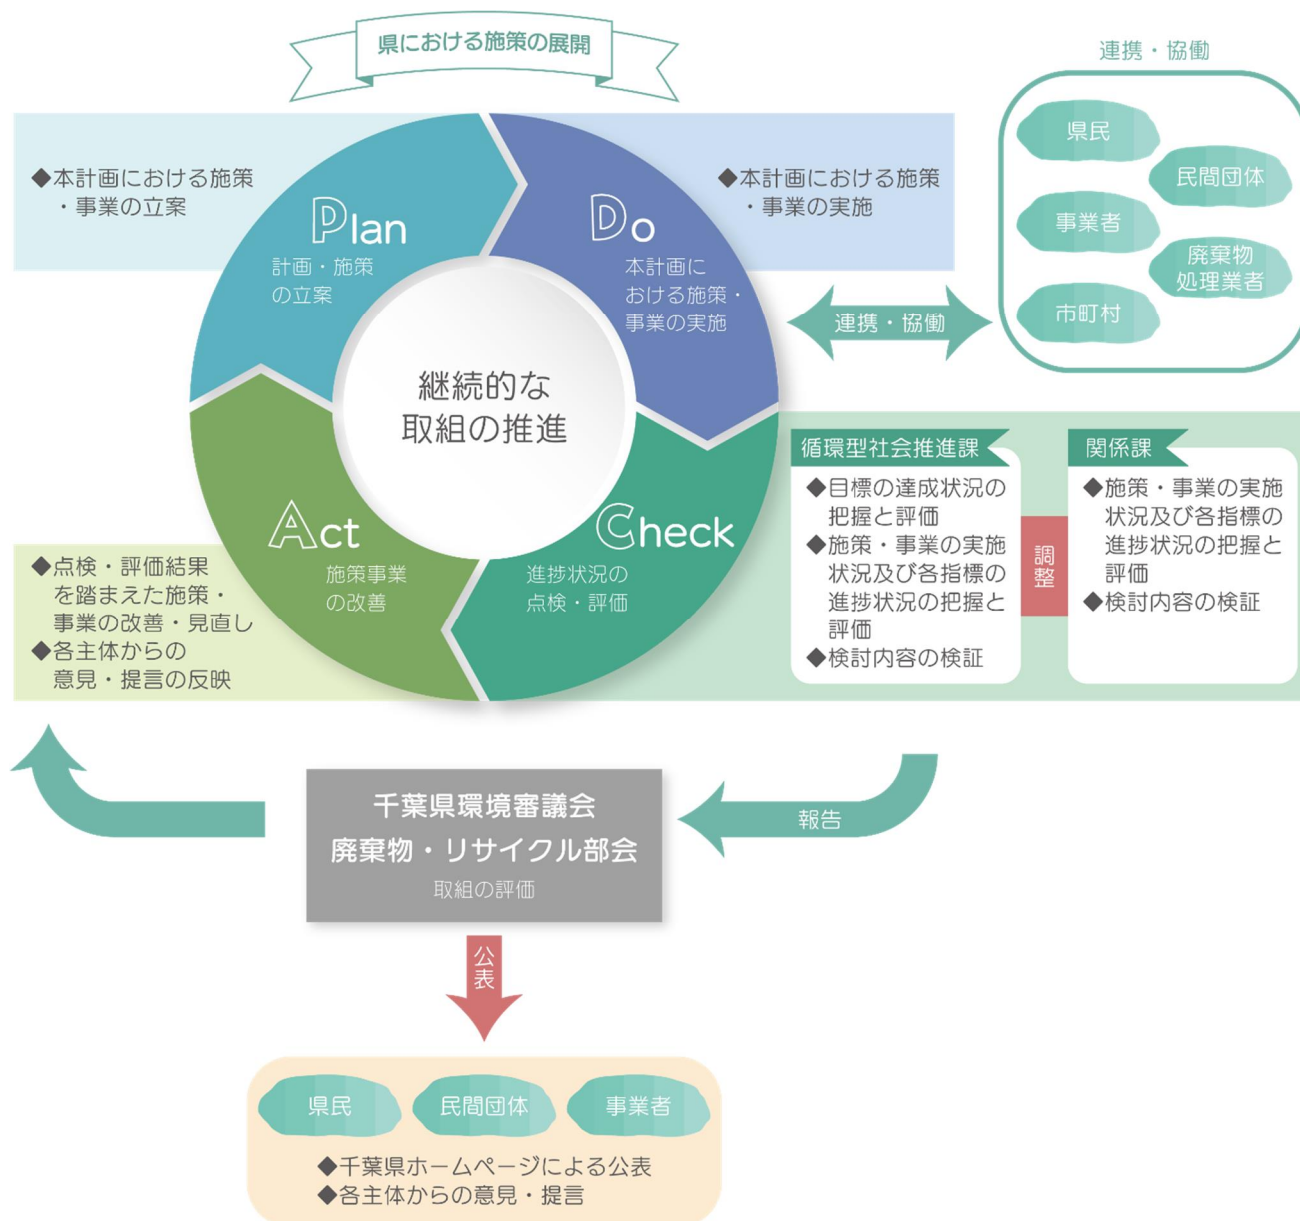 県における施策の展開
◆本計画における施策
・事業の立案
Plan
計画・施策
の立案
Do
本計画に
おける施策・
事業の実施
◆本計画における施策
・事業の実施
連携・協働
連携・協働
県民
民間団体
事業者
廃棄物
処理業者
市町村
継続的な
取組の推進
Act
施策事業
の改善
Check
進捗状況の
点検・評価
◆点検・評価結果
を踏まえた施策・
事業の改善・見直し
◆各主体からの
意見・提言の反映
循環型社会推進課
◆目標の達成状況の
把握と評価
◆施策・事業の実施
状況及び各指標の
進捗状況の把握と
評価
◆検討内容の検証
調整
関係課
◆施策・事業の実施
状況及び各指標の
進捗状況の把握と
評価
◆検討内容の検証
報告
千葉県環境審議会
廃棄物・リサイクル部会
取組の評価
公表
県民
民間団体
事業者
◆千葉県ホームページによる公表
◆各主体からの意見・提言